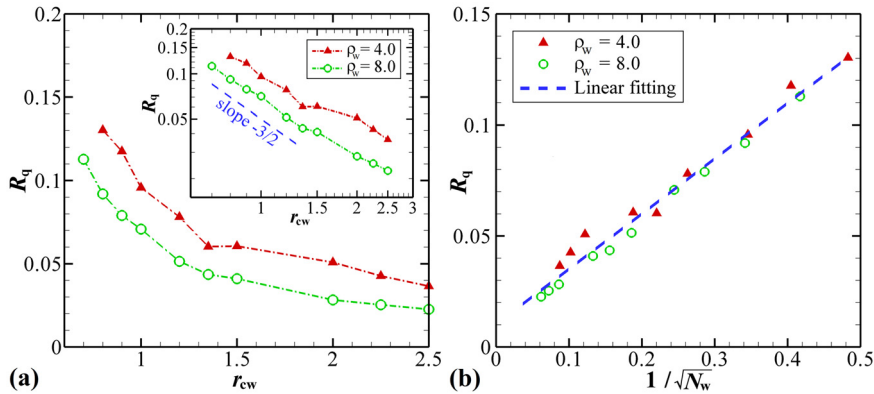 0.2
0.15
0.1
0.05
0
R_q
1
1.5
2
2.5
r_cw
(a)
0.2
0.15
0.1
0.05
R_q
1
1.5
2
2.5
3
r_cw
ρ_w = 4.0
ρ_w = 8.0
slope -3/2
0.15
0.1
0.05
0
R_q
0
0.1
0.2
0.3
0.4
0.5
1 / √N_w
(b)
ρ_w = 4.0
ρ_w = 8.0
Linear fitting